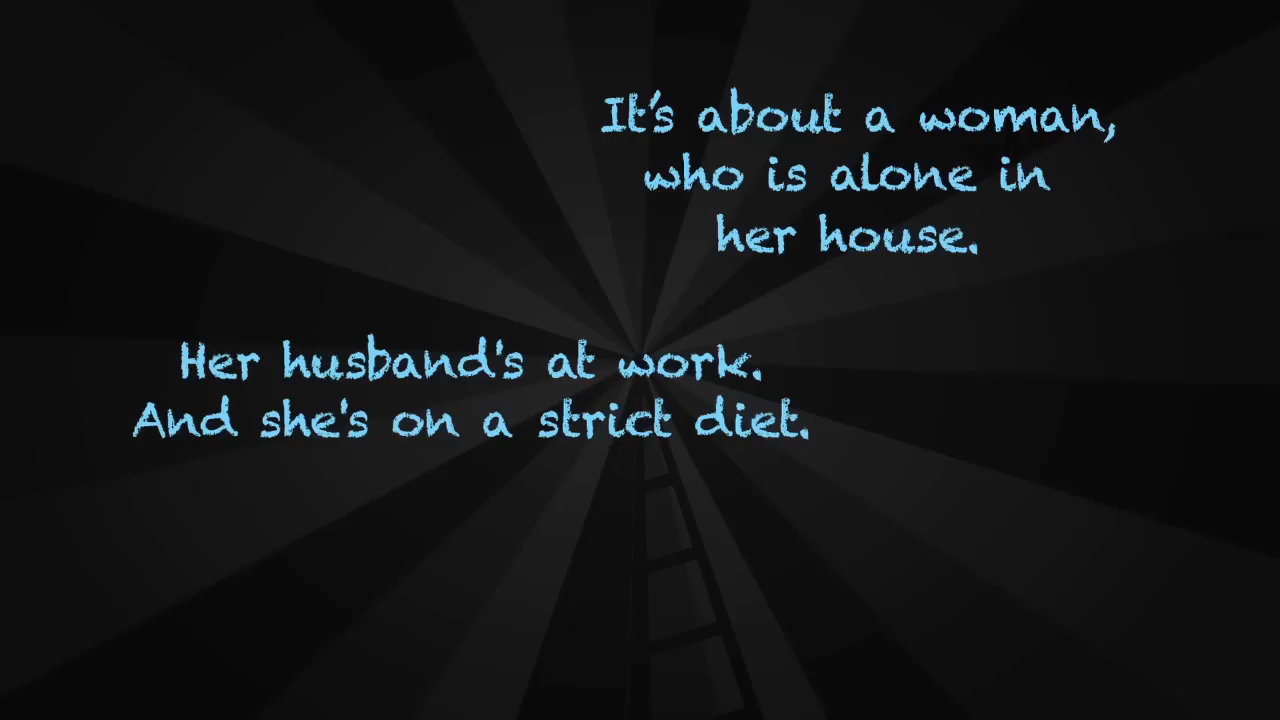 It's about a woman,
who is alone in
her house.
Her husband's at work.
And she's on a strict diet.